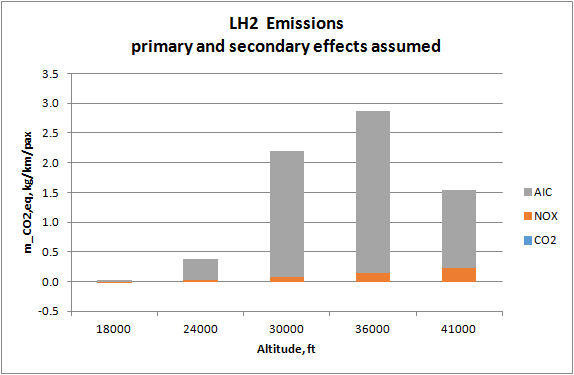 LH2 Emissions
primary and secondary effects assumed
3.5
3.0
2.5
2.0
1.5
1.0
0.5
0.0
-0.5
m_CO2,eq, kg/km/pax
18000 24000 30000 36000 41000
Altitude, ft
AIC
NOX
CO2